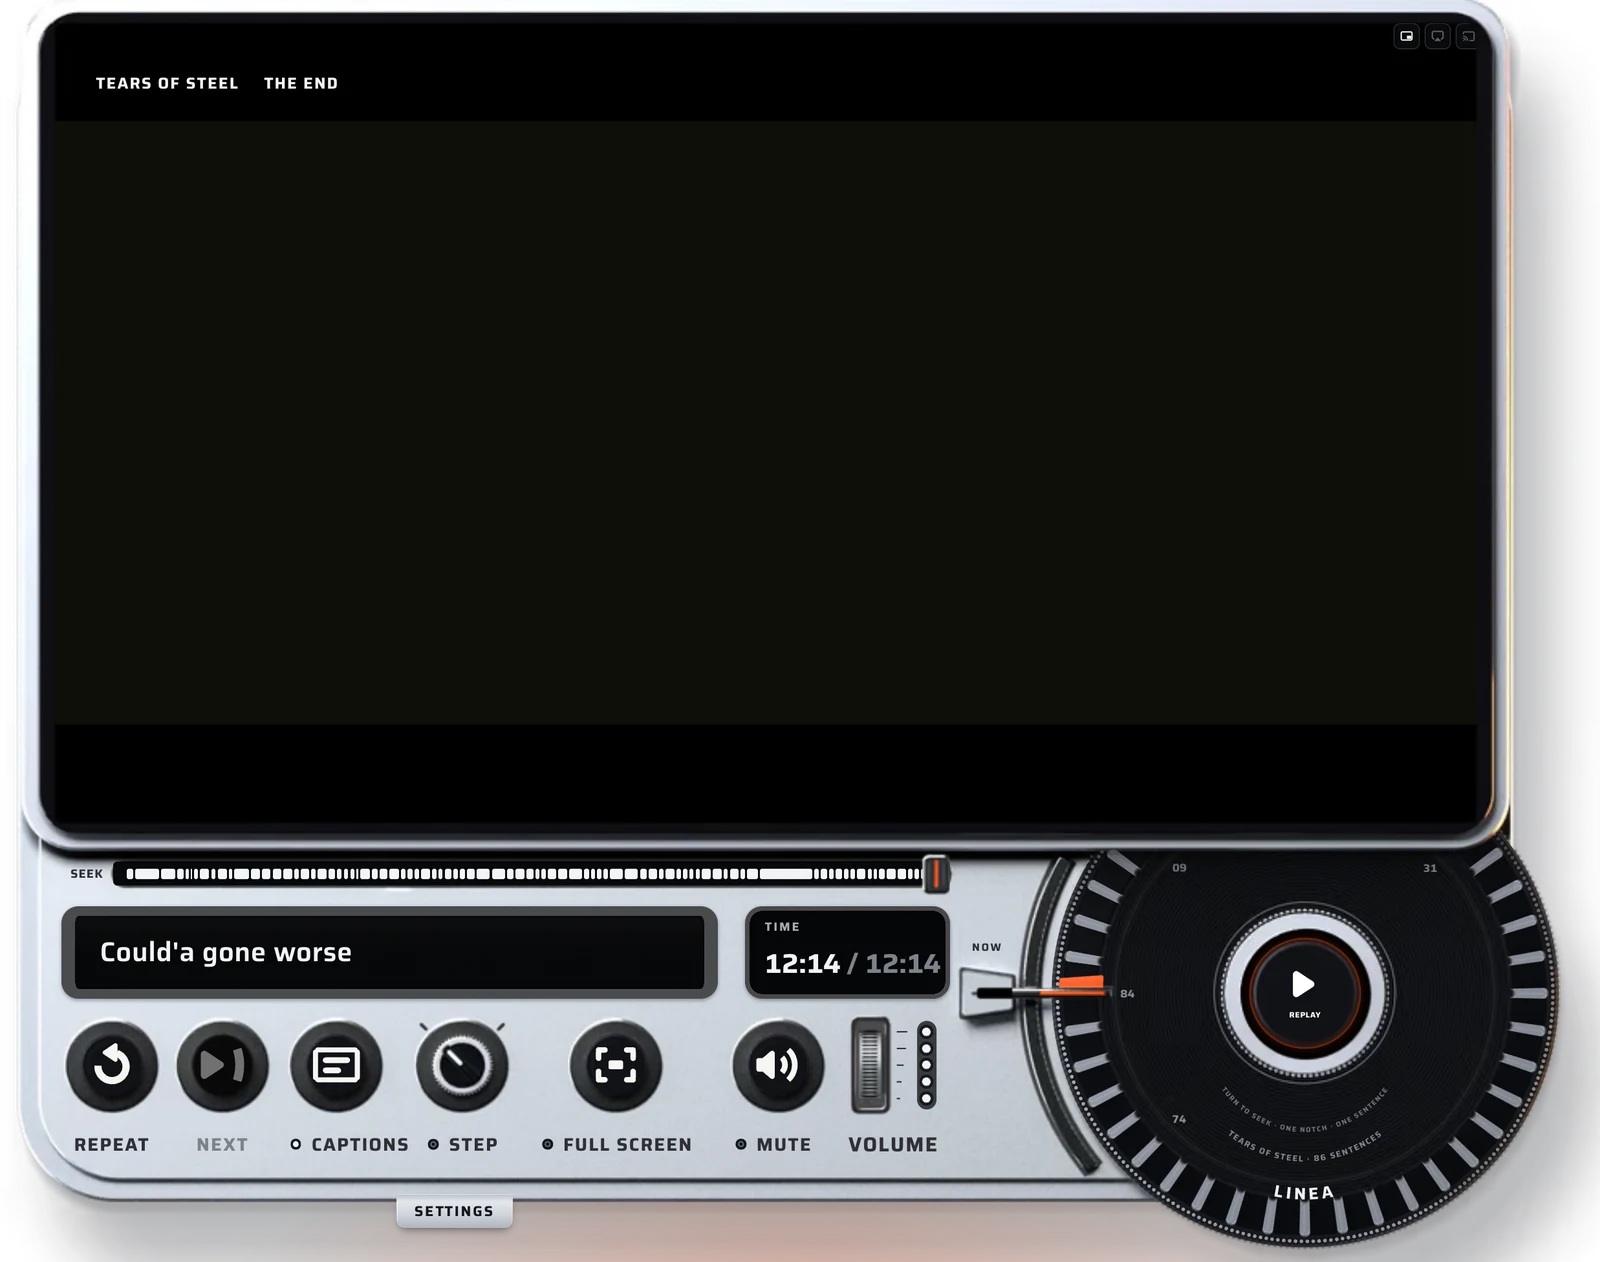 TEARS OF STEEL THE END
SEEK
Could'a gone worse
TIME
12:14 / 12:14
NOW
09
31
84
74
REPLAY
TURN TO SEEK · ONE NOTCH · ONE SENTENCE
TEARS OF STEEL · 86 SENTENCES
LINEA
REPEAT
NEXT
CAPTIONS
STEP
FULL SCREEN
MUTE
VOLUME
SETTINGS